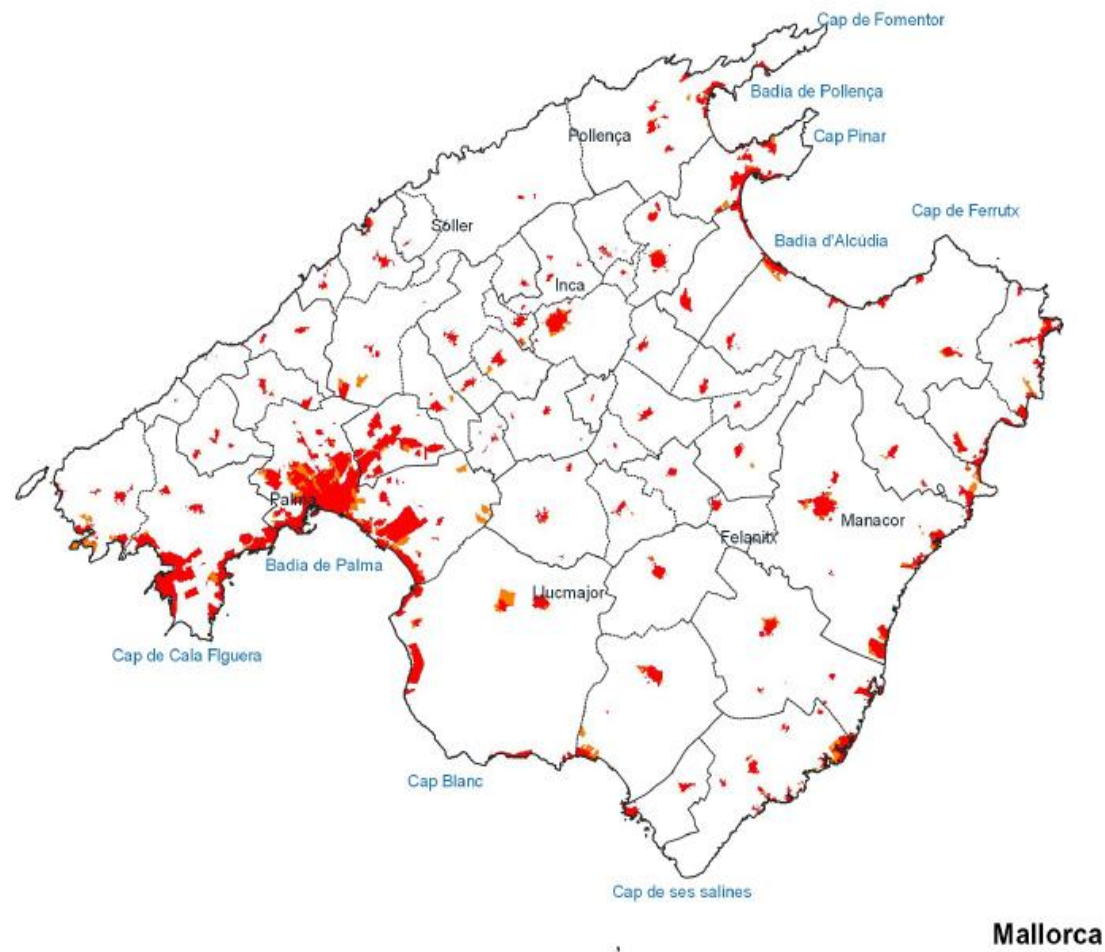 Cap de Fomentor
Badia de Pollença
Pollença
Cap Pinar
Cap de Ferrutx
Sóller
Badia d'Alcúdia
Inca
Palma
Manacor
Felanitx
Badia de Palma
Llucmajor
Cap de Cala FIguera
Cap Blanc
Cap de ses salines
Mallorca